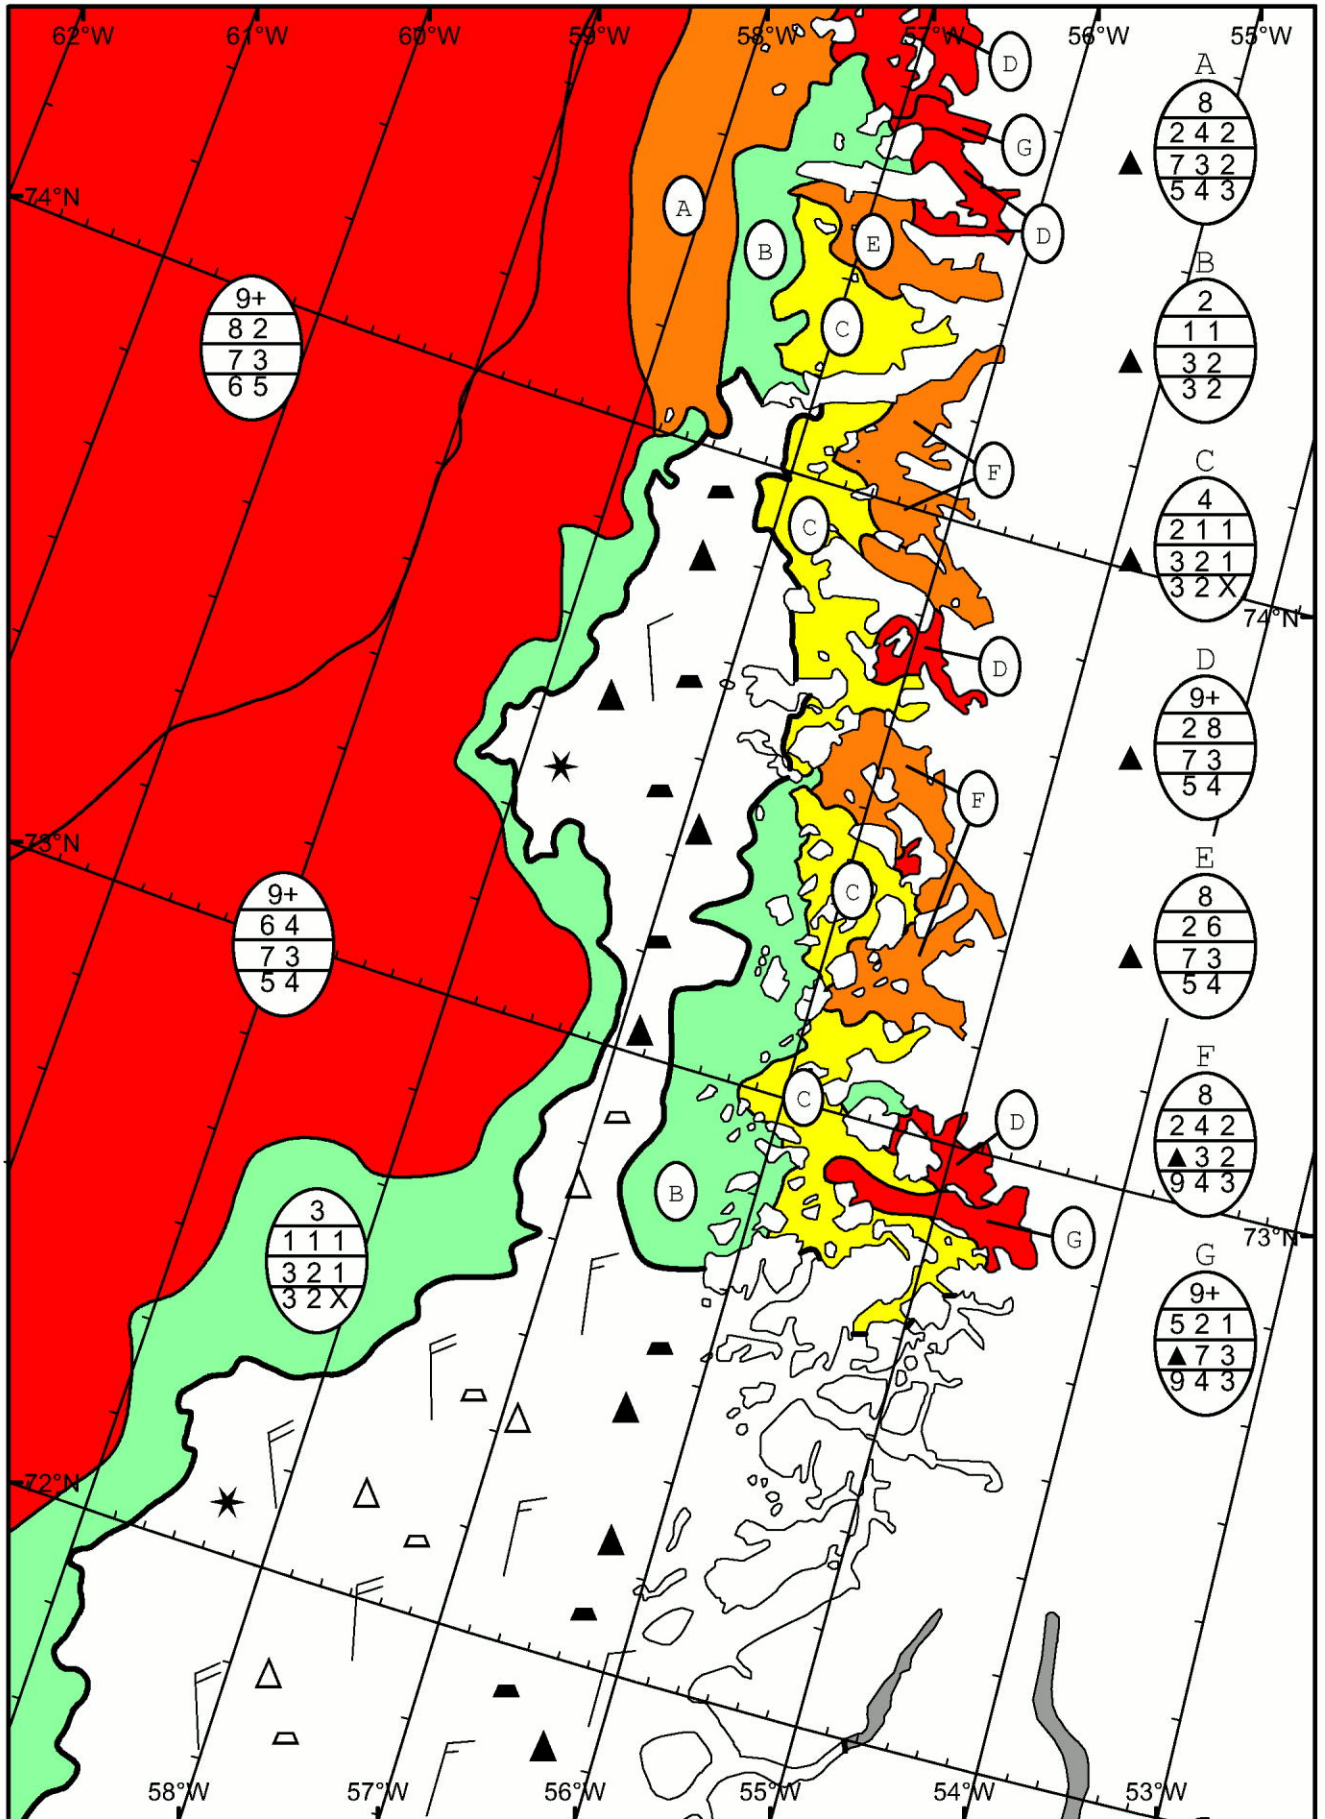 62°W 61°W 60°W 59°W 58°W 57°W 56°W 55°W
D
A
8
2 4 2
7 3 2
5 4 3
G
74°N
A
D
B
E
B
2
1 1
3 2
3 2
9+
8 2
7 3
6 5
C
F
C
4
2 1 1
3 2 1
3 2 X
C
74°N
D
D
9+
2 8
7 3
5 4
F
73°N
C
E
8
2 6
7 3
5 4
9+
6 4
7 3
5 4
C
D
F
8
2 4 2
▲ 3 2
9 4 3
B
G
73°N
3
1 1 1
3 2 1
3 2 X
G
9+
5 2 1
▲ 7 3
9 4 3
72°N
58°W 57°W 56°W 55°W 54°W 53°W